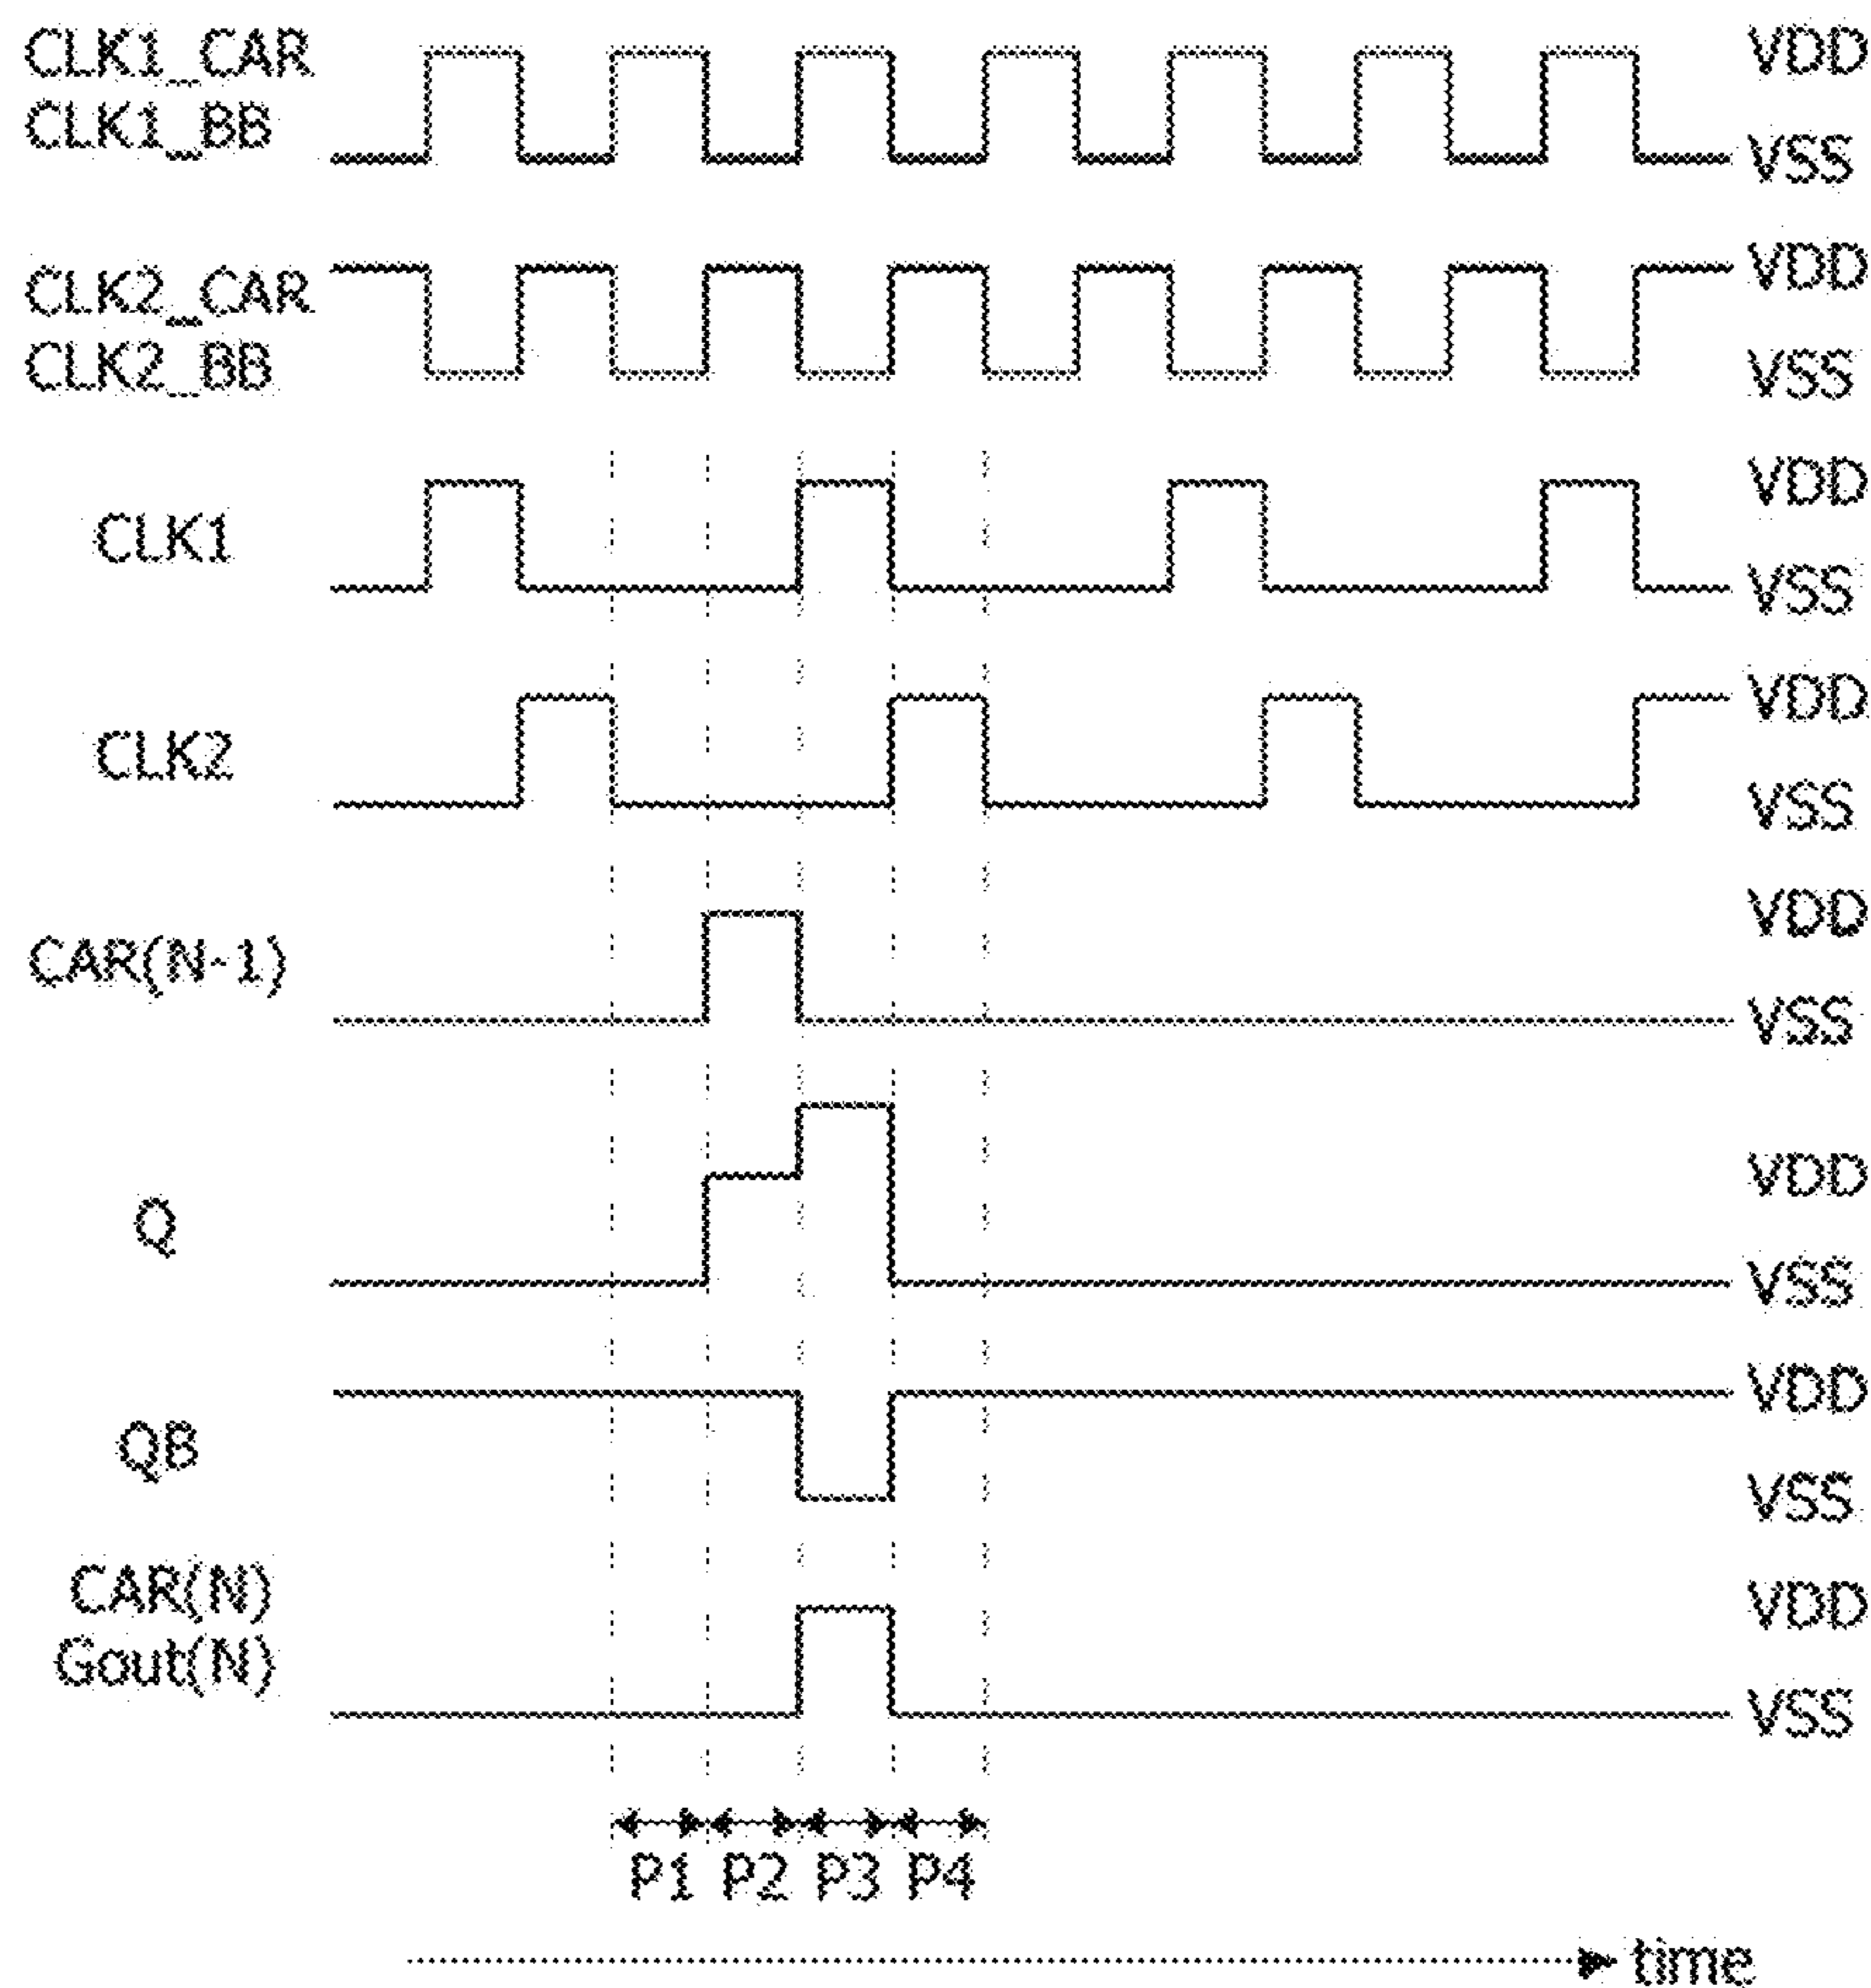 CLK1_CAR VDD
CLK1_BB VSS
CLK2_CAR VDD
CLK2_BB VSS
VDD
CLK1
VSS
VDD
CLK2
VSS
VDD
CAR(N-1)
VSS
VDD
Q
VSS
VDD
QB
VSS
CAR(N) VDD
Gout(N)
VSS
P1 P2 P3 P4
time